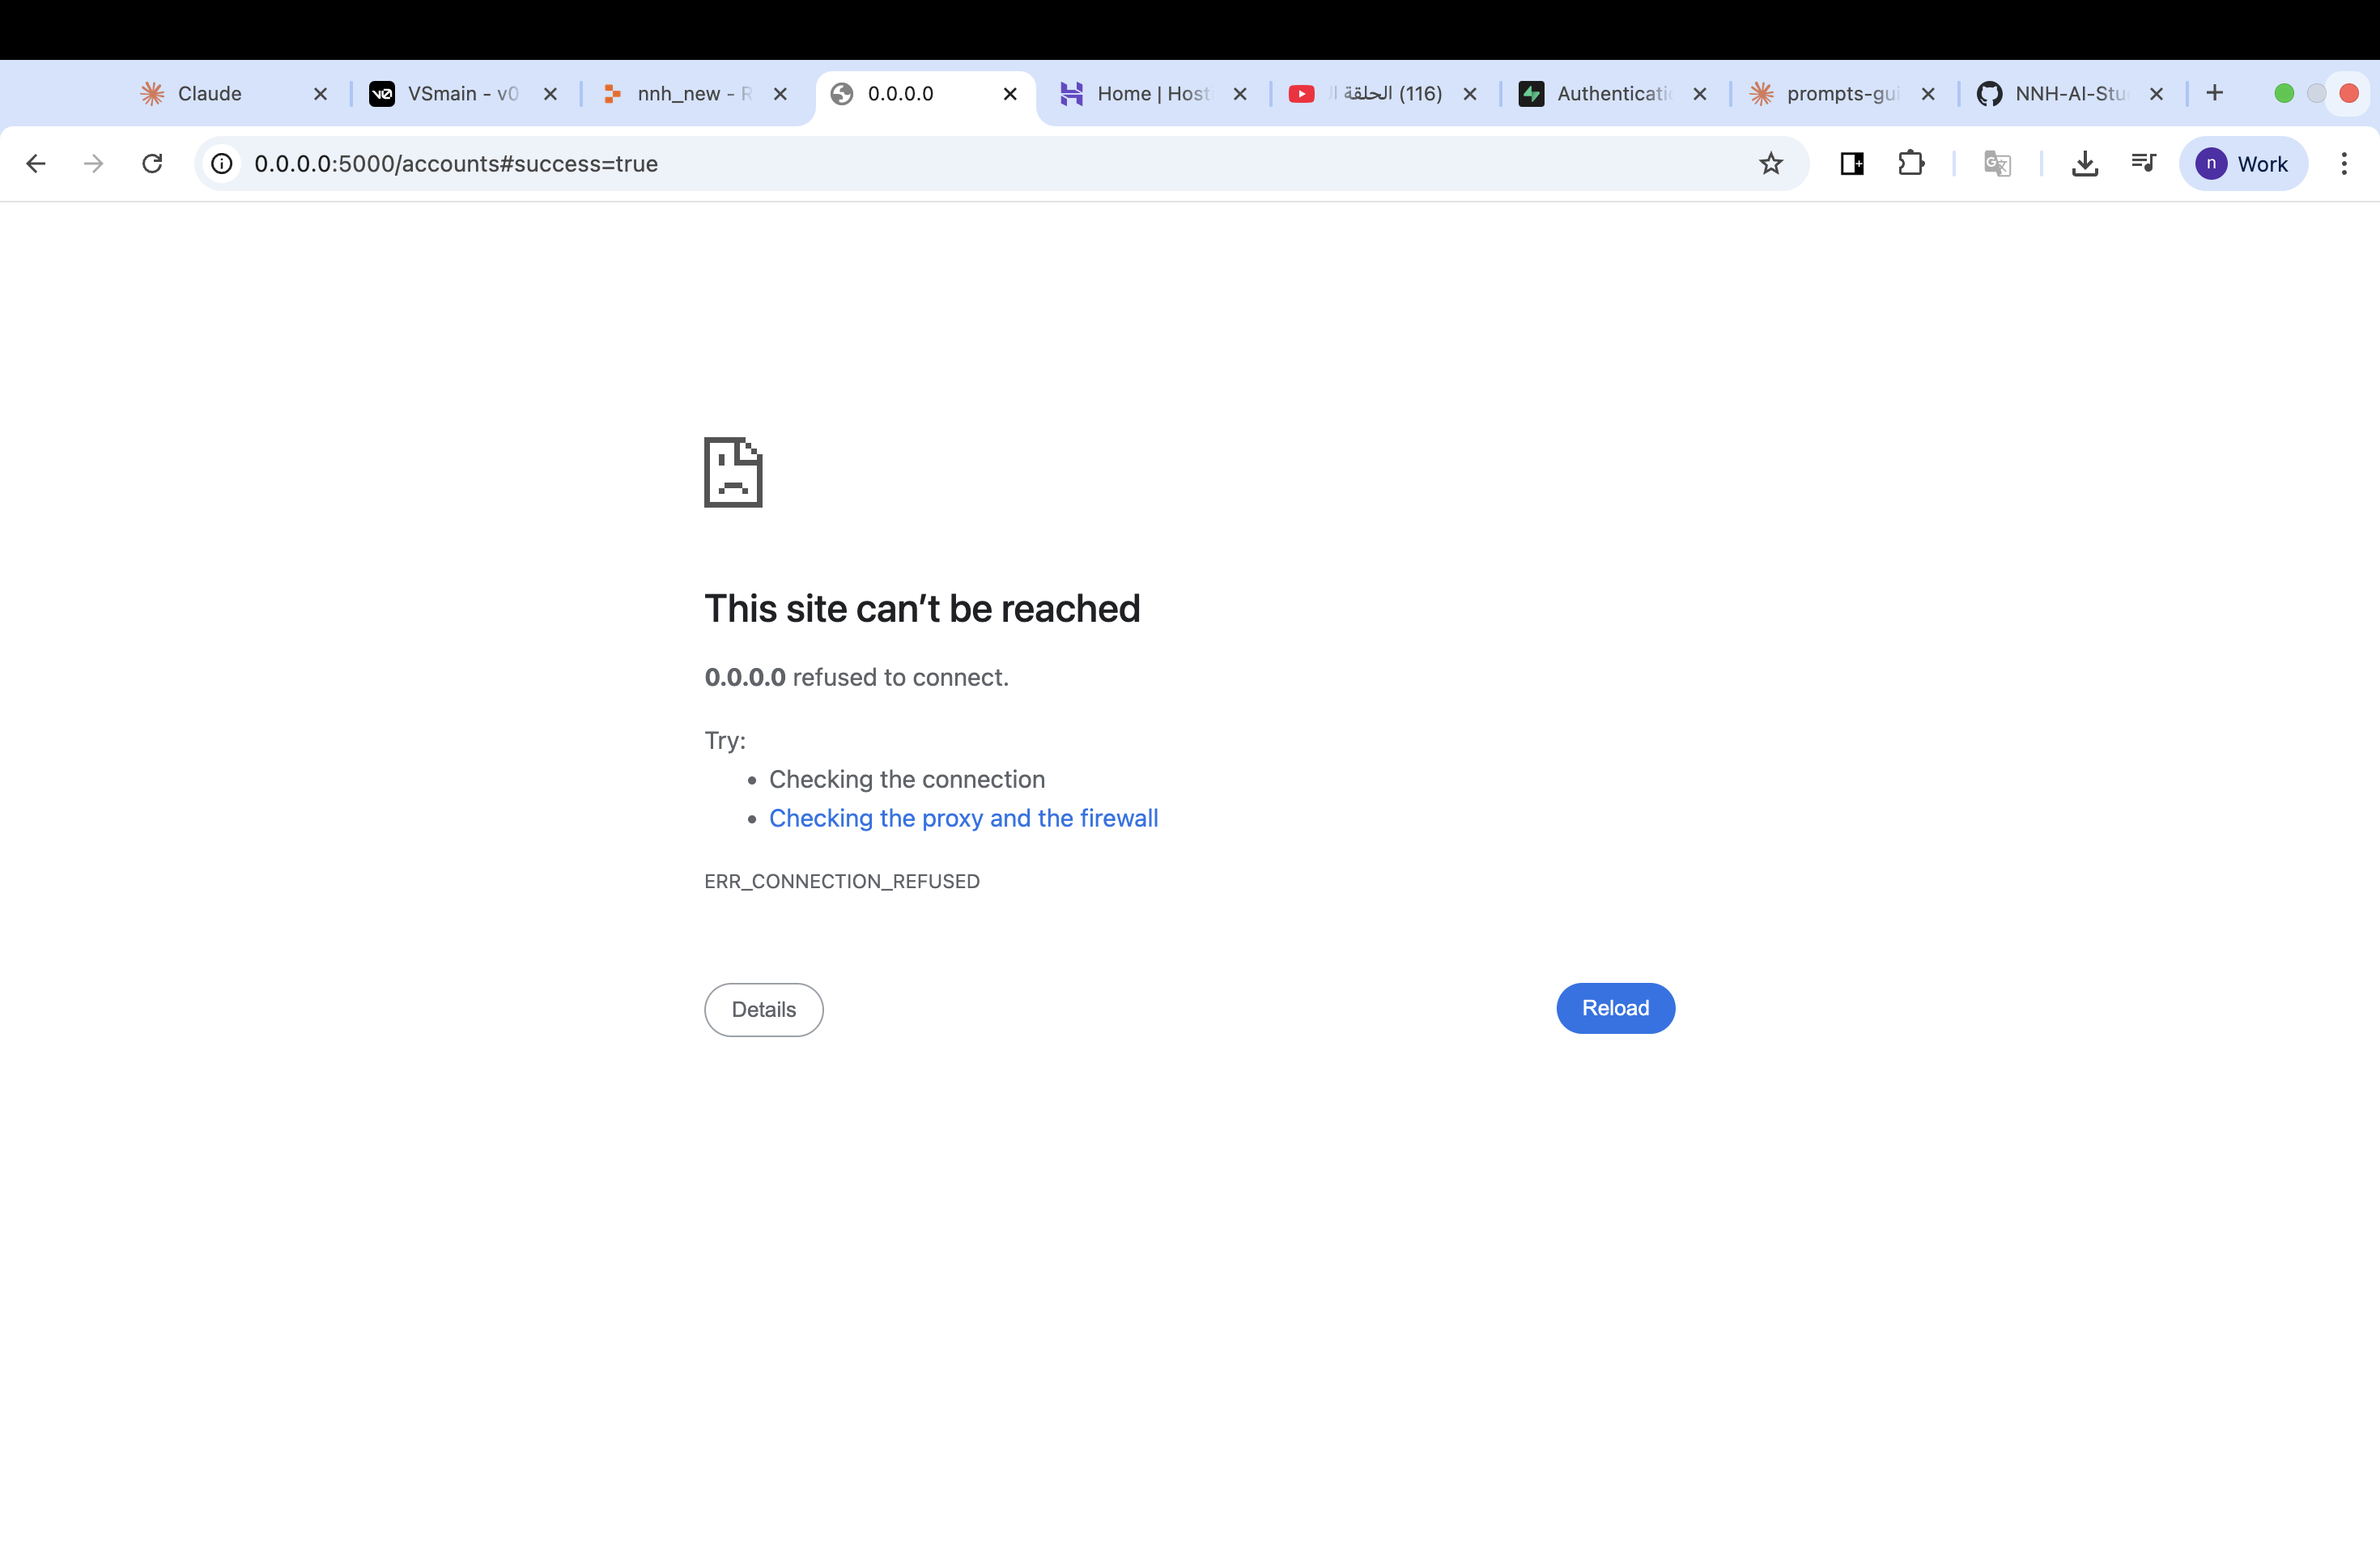 Claude
VSmain - v0
nnh_new - R
0.0.0.0
Home | Host
(116) الحلقة ال
Authenticati
prompts-gui
NNH-AI-Stu
0.0.0.0:5000/accounts#success=true
n Work
This site can't be reached
0.0.0.0 refused to connect.
Try:
• Checking the connection
• Checking the proxy and the firewall
ERR_CONNECTION_REFUSED
Details
Reload